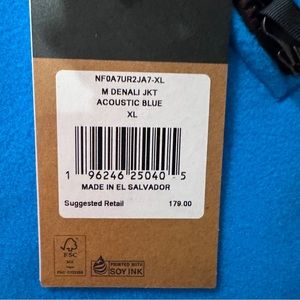 NF0A7UR2JA7-XL
M DENALI JKT
ACOUSTIC BLUE
XL
1 96246 25040 5
MADE IN EL SALVADOR
Suggested Retail 179.00
FSC
PRINTED WITH
SOY INK